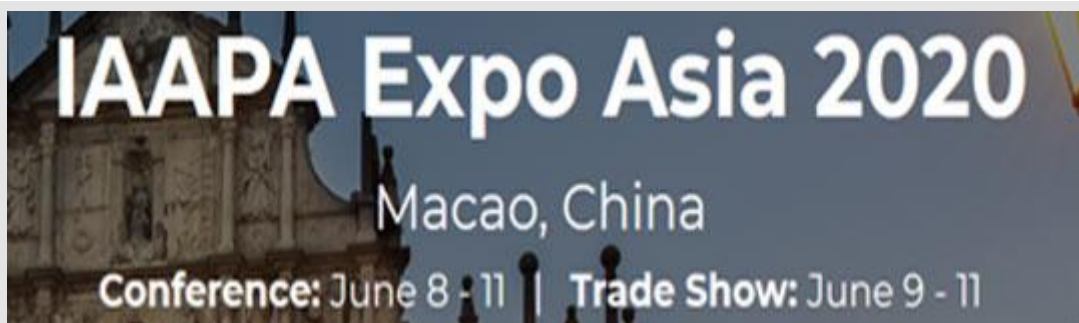 IAAPA Expo Asia 2020
Macao, China
Conference: June 8 - 11 | Trade Show: June 9 - 11